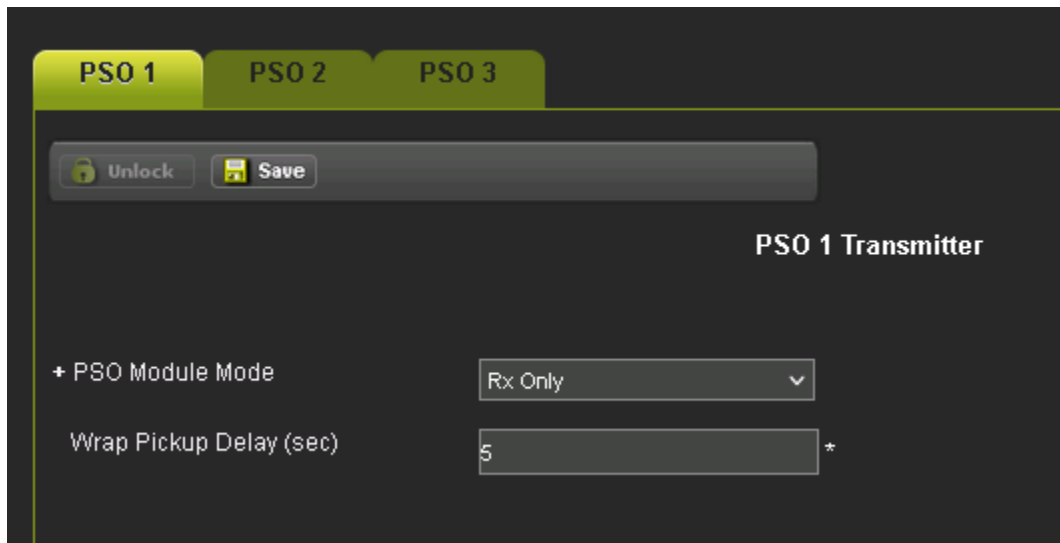 PSO 1 PSO 2 PSO 3
Unlock Save
PSO 1 Transmitter
+ PSO Module Mode Rx Only
Wrap Pickup Delay (sec) 5 *